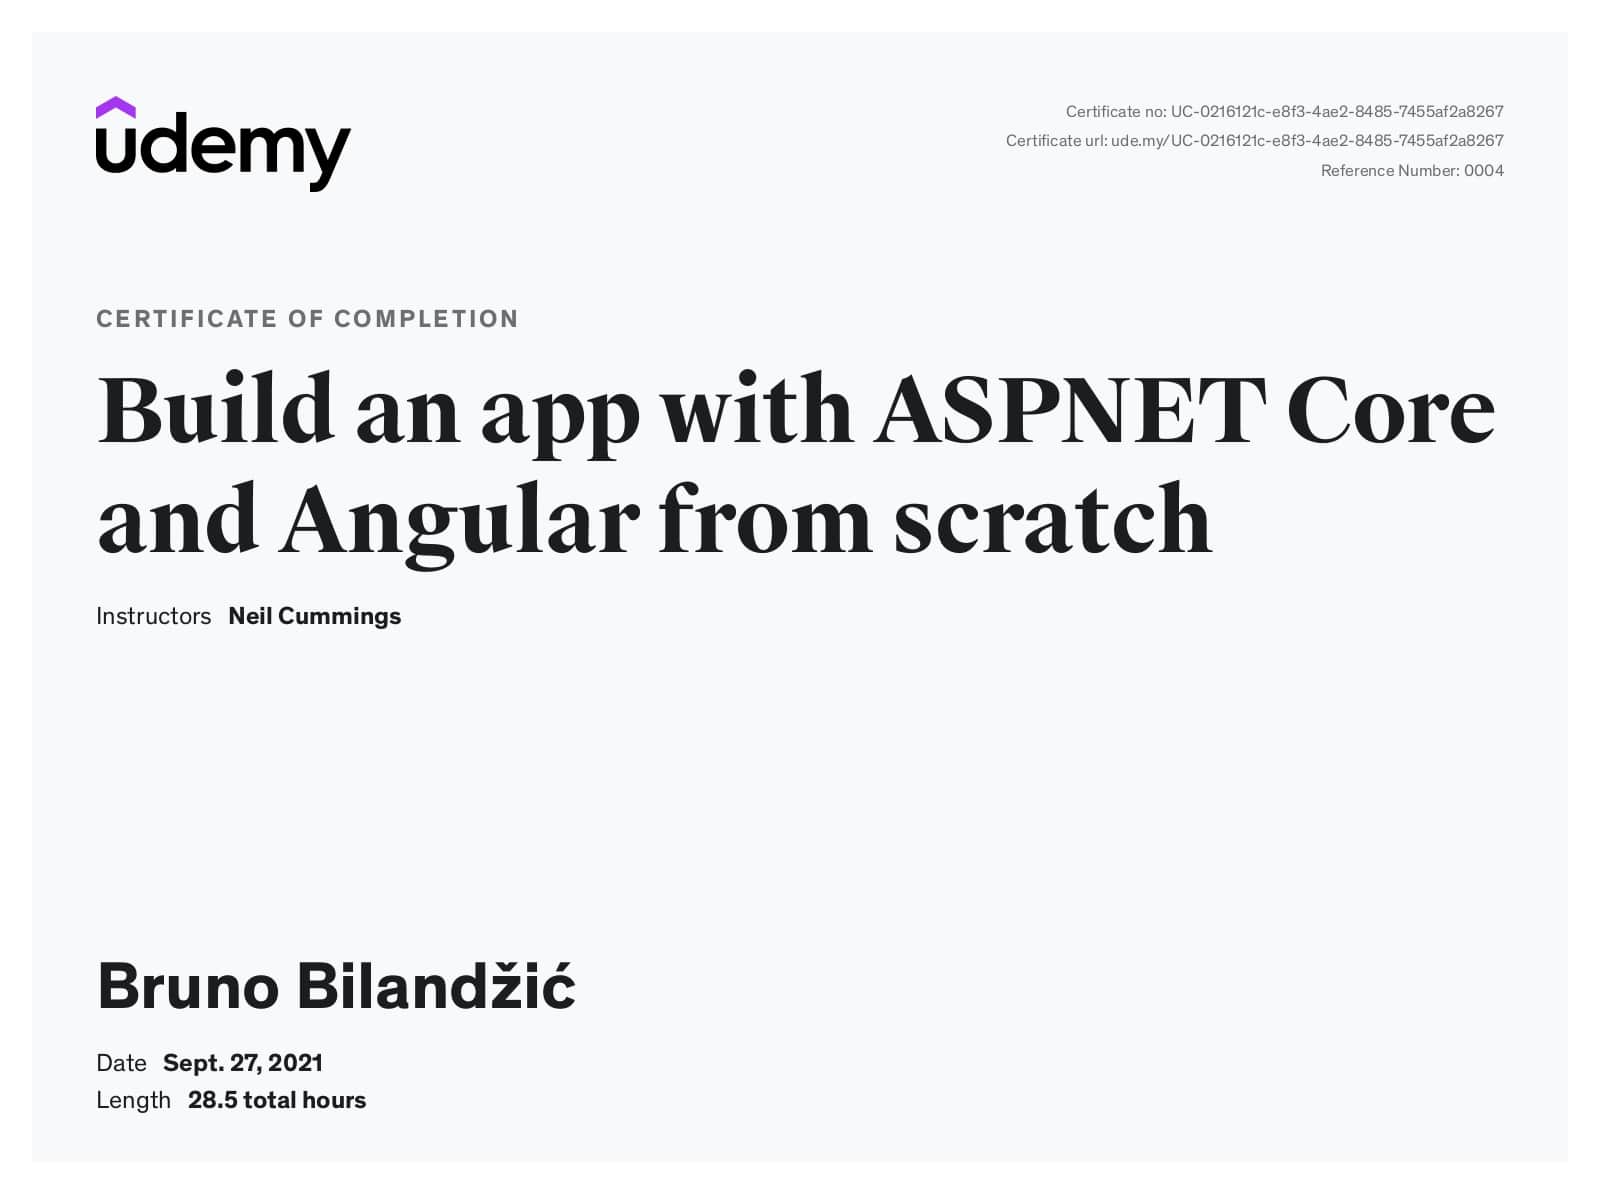 udemy
Certificate no: UC-0216121c-e8f3-4ae2-8485-7455af2a8267
Certificate url: ude.my/UC-0216121c-e8f3-4ae2-8485-7455af2a8267
Reference Number: 0004
CERTIFICATE OF COMPLETION
Build an app with ASPNET Core
and Angular from scratch
Instructors Neil Cummings
Bruno Bilandžić
Date Sept. 27, 2021
Length 28.5 total hours